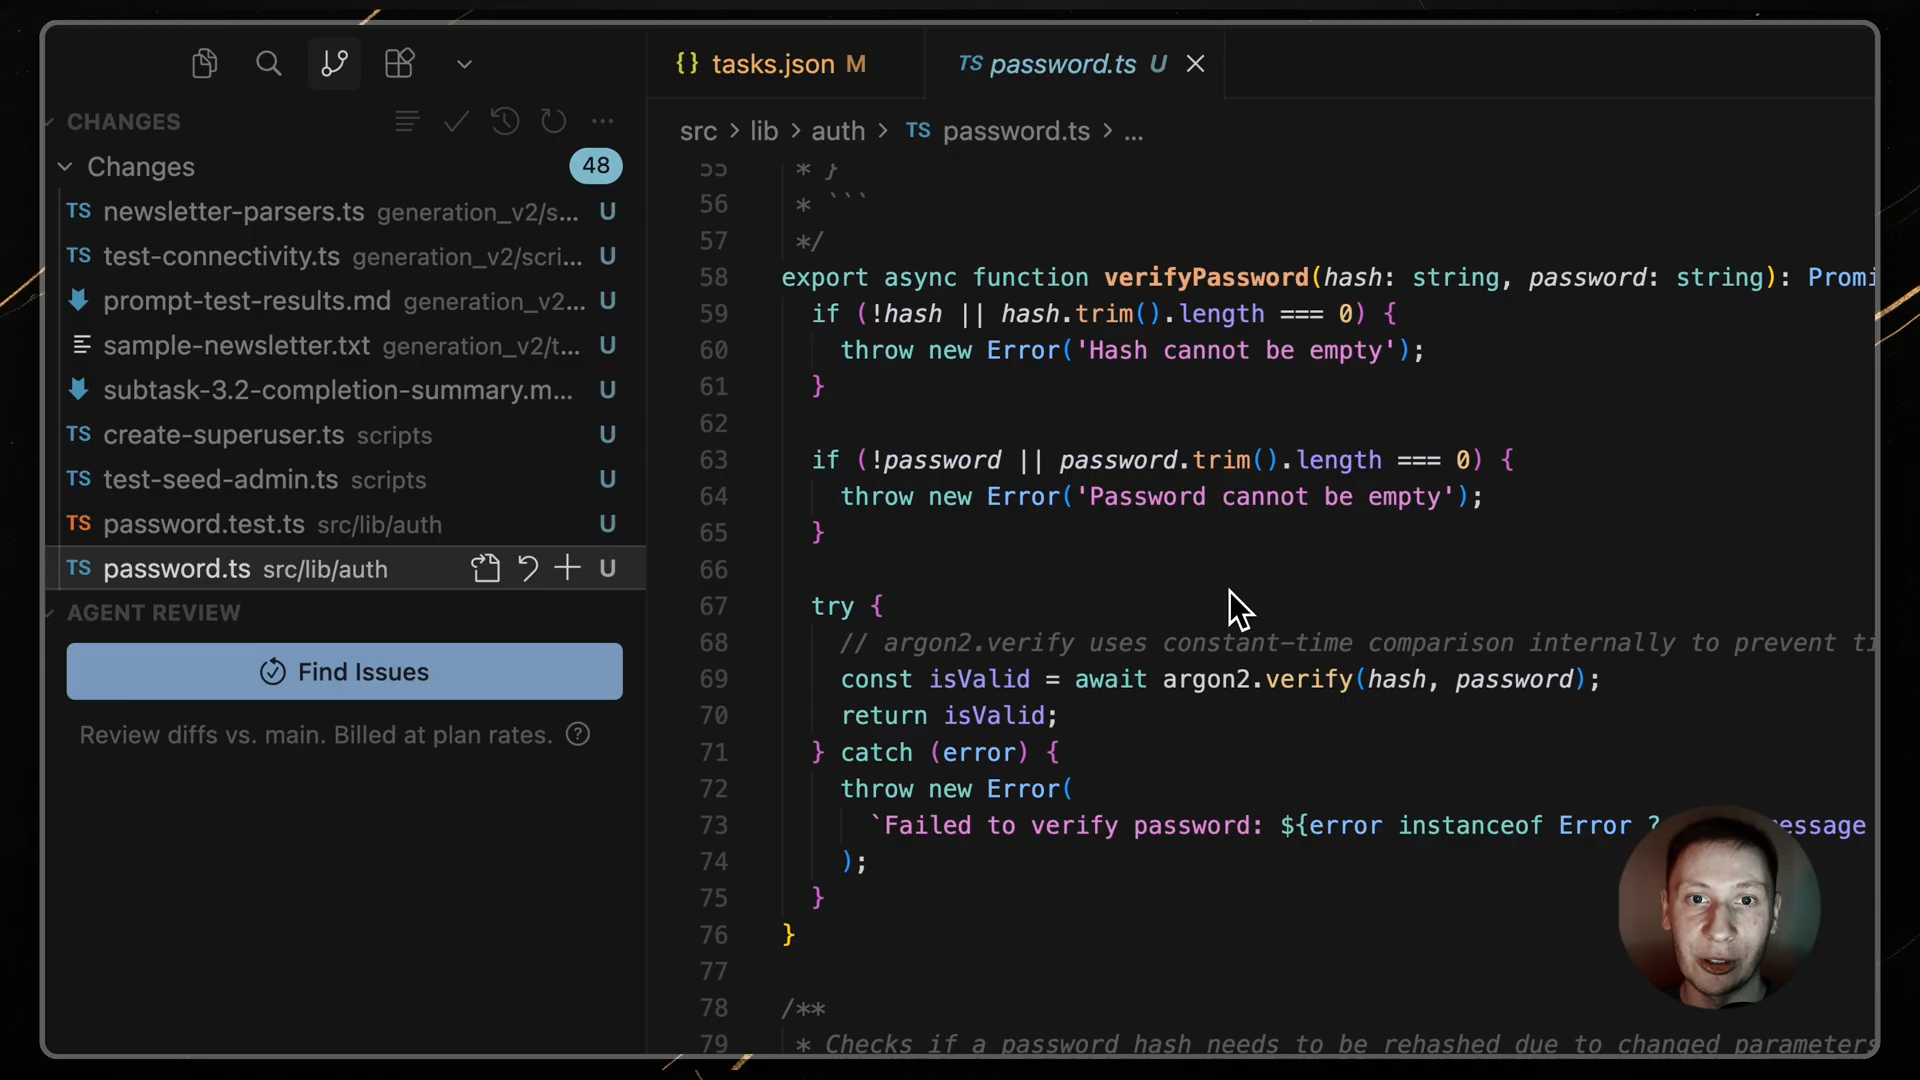 CHANGES
Changes 48
TS newsletter-parsers.ts generation_v2/s... U
TS test-connectivity.ts generation_v2/scri... U
prompt-test-results.md generation_v2... U
sample-newsletter.txt generation_v2/t... U
subtask-3.2-completion-summary.m... U
TS create-superuser.ts scripts U
TS test-seed-admin.ts scripts U
TS password.test.ts src/lib/auth U
TS password.ts src/lib/auth U
AGENT REVIEW
Find Issues
Review diffs vs. main. Billed at plan rates. ?
{} tasks.json M
TS password.ts U
src > lib > auth > TS password.ts > ...
55 * }
56 * ```
57 */
58 export async function verifyPassword(hash: string, password: string): Promi
59 if (!hash || hash.trim().length === 0) {
60 throw new Error('Hash cannot be empty');
61 }
62
63 if (!password || password.trim().length === 0) {
64 throw new Error('Password cannot be empty');
65 }
66
67 try {
68 // argon2.verify uses constant-time comparison internally to prevent ti
69 const isValid = await argon2.verify(hash, password);
70 return isValid;
71 } catch (error) {
72 throw new Error(
73 `Failed to verify password: ${error instanceof Error ? message
74 );
75 }
76 }
77
78 /**
79 * Checks if a password hash needs to be rehashed due to changed parameters